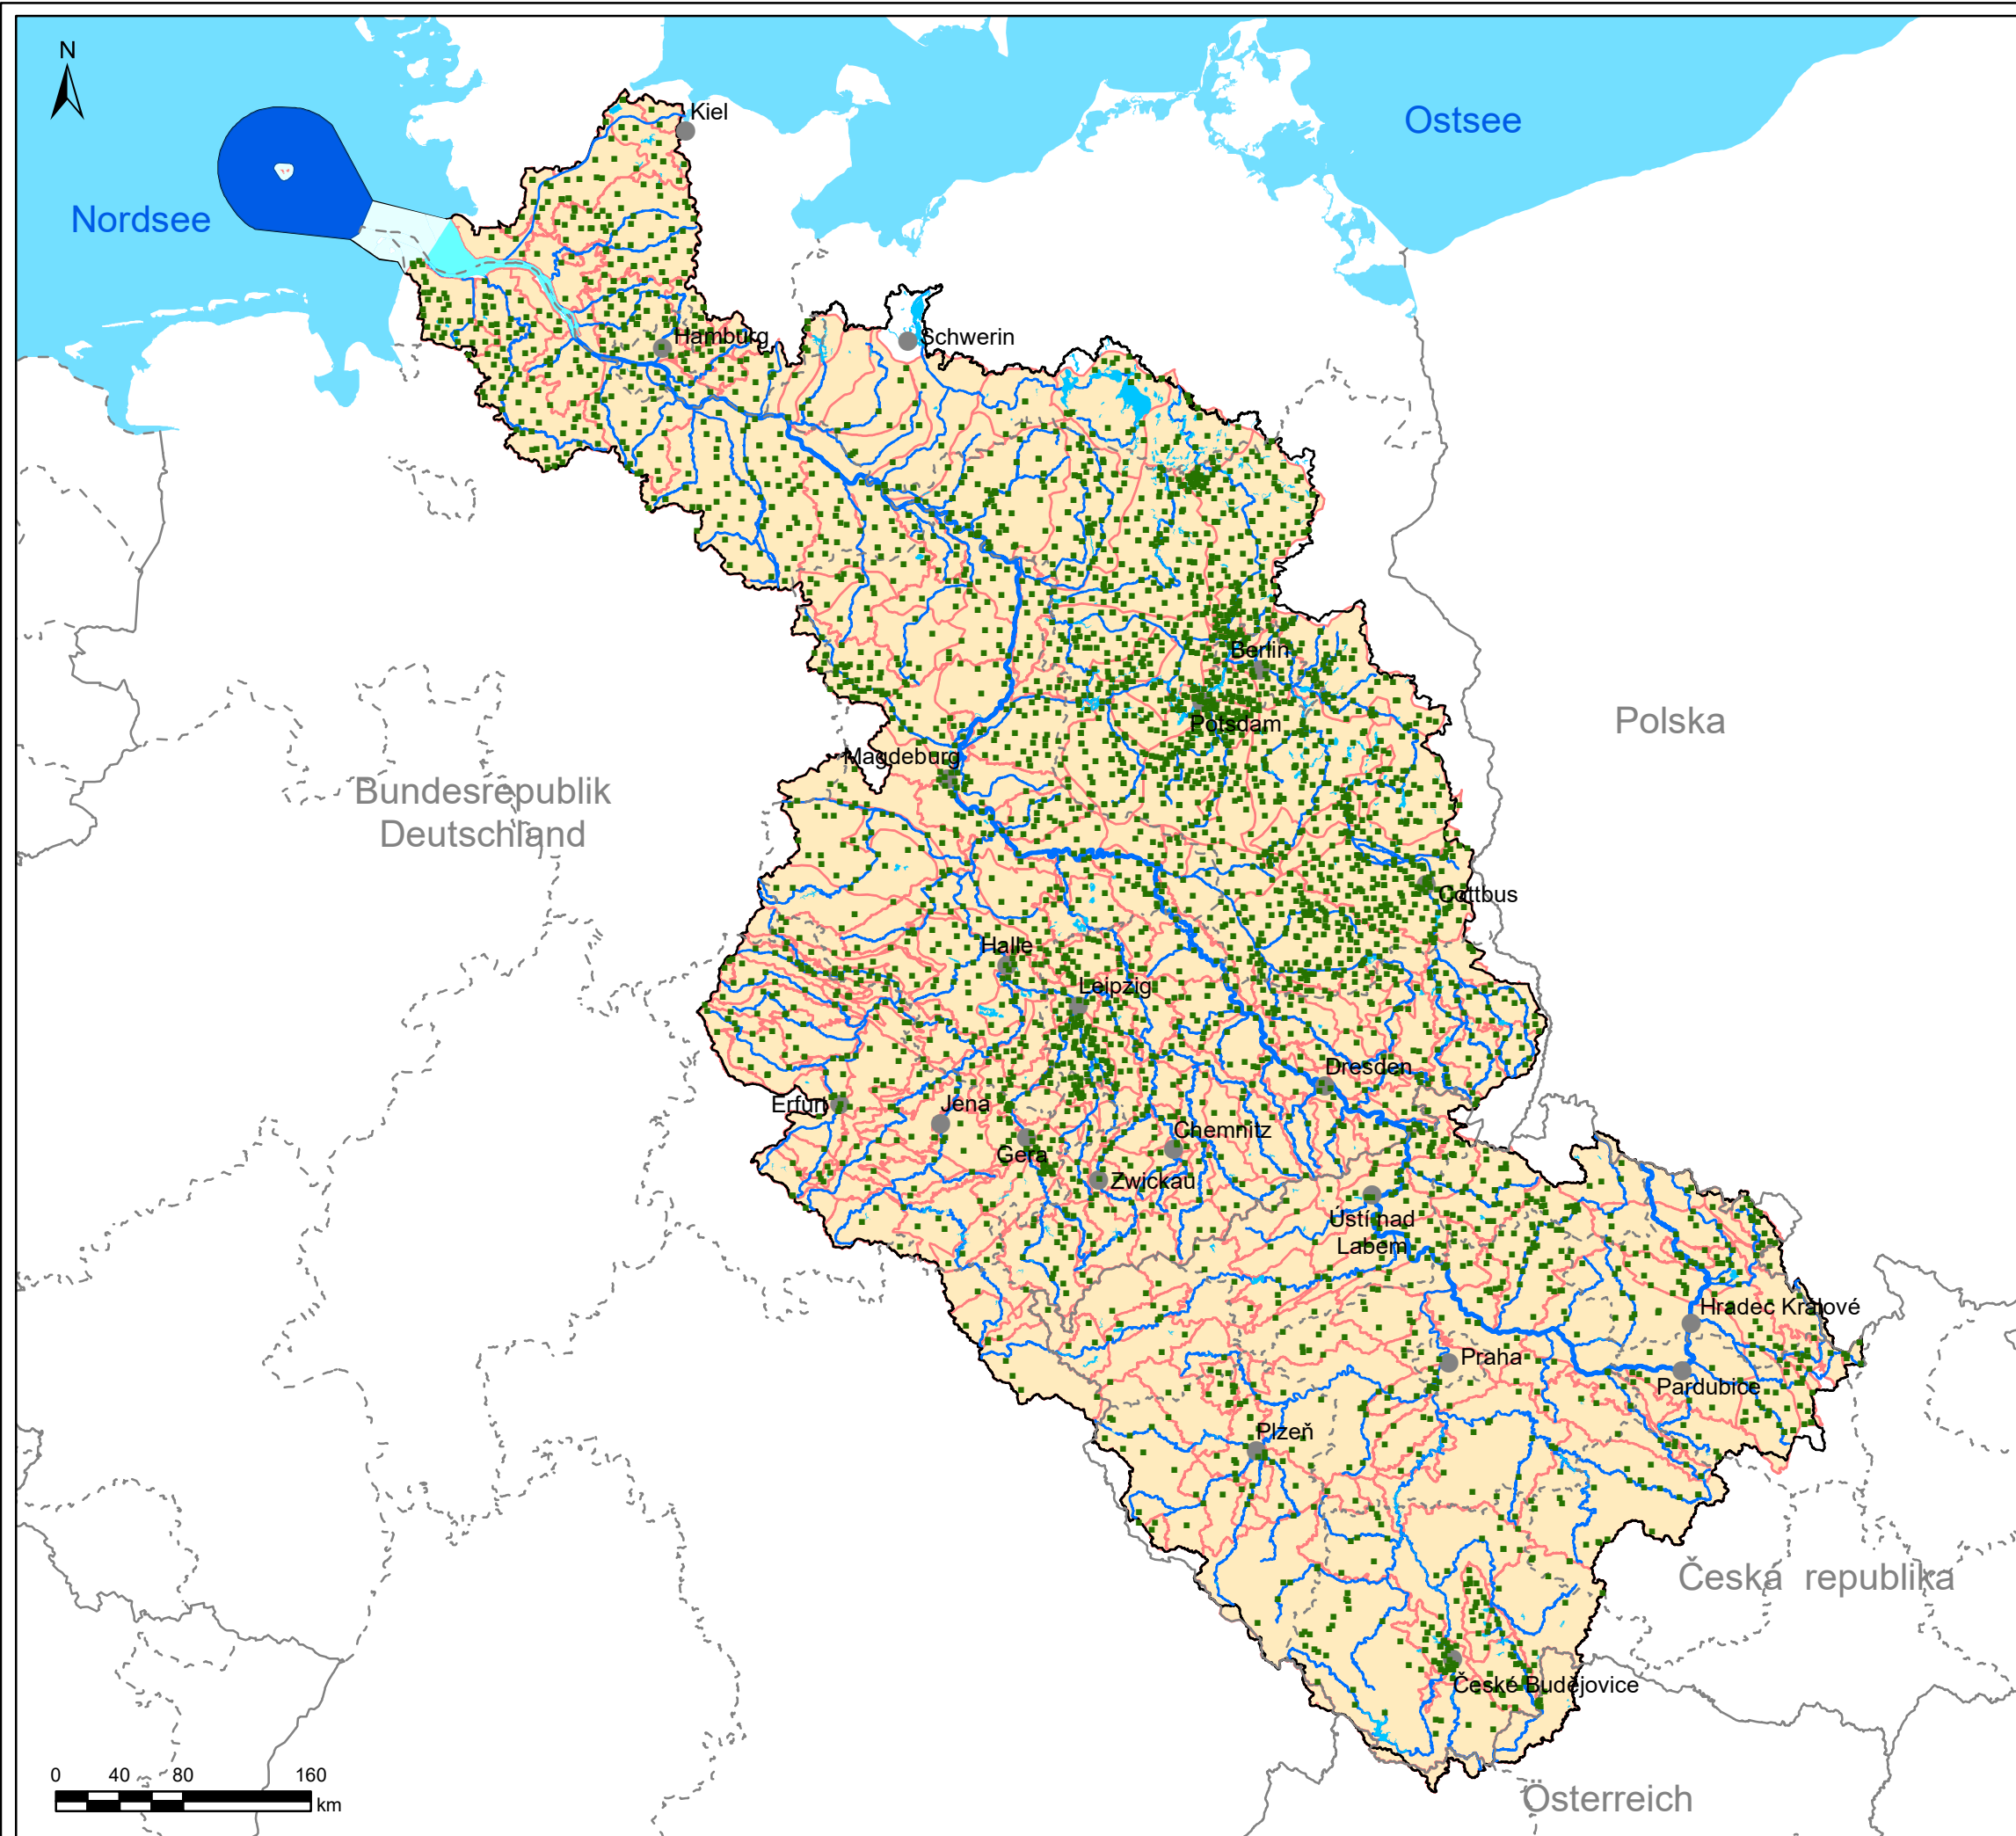 N
Kiel
Ostsee
Nordsee
Hamburg
Schwerin
Berlin
Polska
Potsdam
Magdeburg
Bundesrepublik
Deutschland
Cottbus
Halle
Leipzig
Dresden
Erfurt
Jena
Chemnitz
Gera
Zwickau
Ústí nad
Labem
Hradec Králové
Praha
Pardubice
Plzeň
Česká republika
České Budějovice
0 40 80 160
km
Österreich